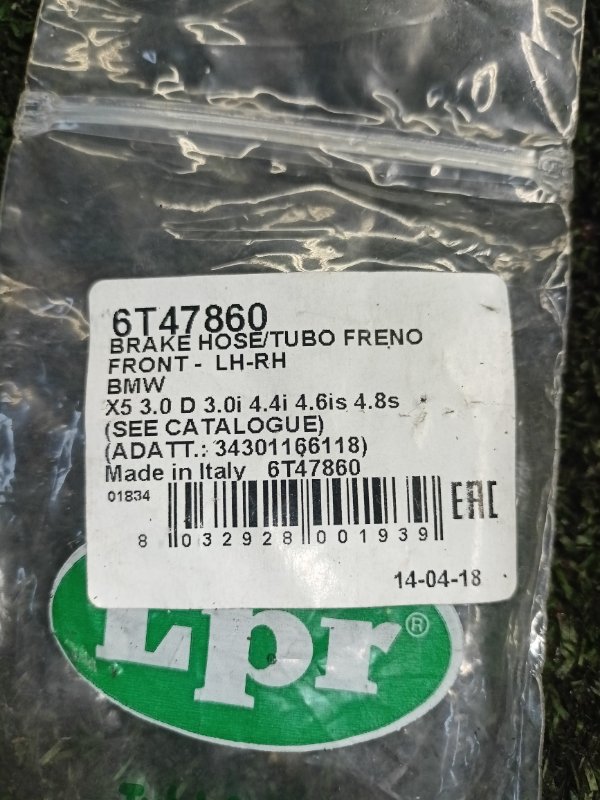 6T47860
BRAKE HOSE/TUBO FRENO
FRONT - LH-RH
BMW
X5 3.0 D 3.0i 4.4i 4.6is 4.8s
(SEE CATALOGUE)
(ADATT.: 34301166118)
Made in Italy 6T47860
01834
EAC
8 032928 001939
14-04-18
Lpr®